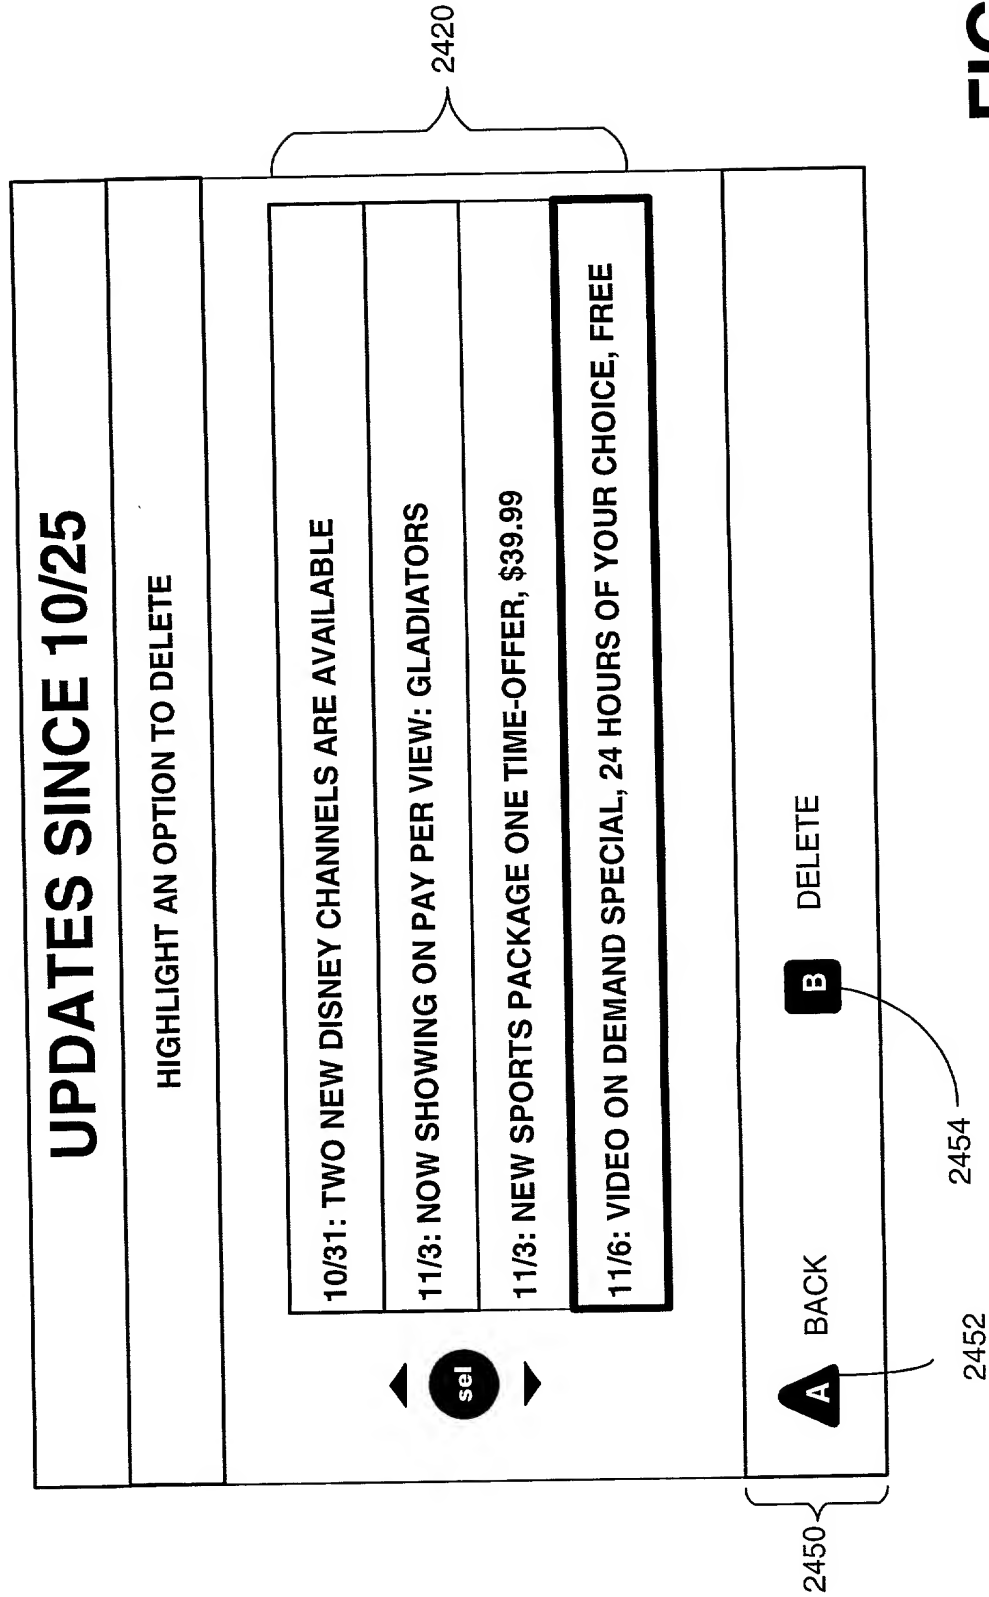 UPDATES SINCE 10/25
HIGHLIGHT AN OPTION TO DELETE
10/31: TWO NEW DISNEY CHANNELS ARE AVAILABLE
11/3: NOW SHOWING ON PAY PER VIEW: GLADIATORS
11/3: NEW SPORTS PACKAGE ONE TIME-OFFER, $39.99
11/6: VIDEO ON DEMAND SPECIAL, 24 HOURS OF YOUR CHOICE, FREE
sel
2420
A BACK
B DELETE
2450
2452
2454